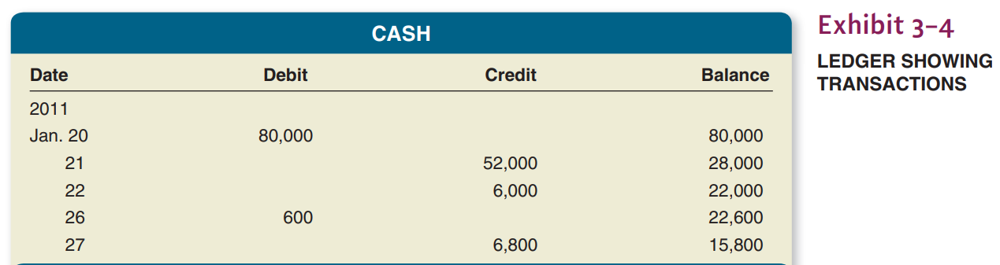 CASH
Exhibit 3–4
LEDGER SHOWING
TRANSACTIONS
Date Debit Credit Balance
2011
Jan. 20 80,000 80,000
21 52,000 28,000
22 6,000 22,000
26 600 22,600
27 6,800 15,800